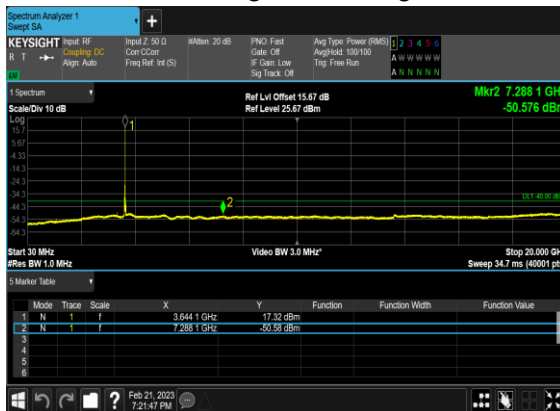 Spectrum Analyzer 1
Swept SA
KEYSIGHT Input: RF Input Z: 50 Ω #Atten: 20 dB PNO: Fast Avg Type: Power (RMS) 1 2 3 4 5 6
R T Coupling: DC Corr CCorr Gate: Off Avg|Hold: 100/100 A W W W W W
Align: Auto Freq Ref: Int (S) IF Gain: Low Trig: Free Run
Sig Track: Off A N N N N N
1 Spectrum
Scale/Div 10 dB
Ref Lvl Offset 15.67 dB
Ref Level 25.67 dBm
Mkr2 7.288 1 GH
-50.576 dBm
Log
15.7
5.67
-4.33
-14.3
-24.3
-34.3
-44.3
-54.3
-64.3
1
2
Start 30 MHz
#Res BW 1.0 MHz
Video BW 3.0 MHz*
Stop 20.000 GH
Sweep 34.7 ms (40001 pt
5 Marker Table
Mode Trace Scale X Y Function Function Width Function Value
1 N 1 f 3.644 1 GHz 17.32 dBm
2 N 1 f 7.288 1 GHz -50.58 dBm
3
4
5
6
?
Feb 21, 2023
7:21:47 PM